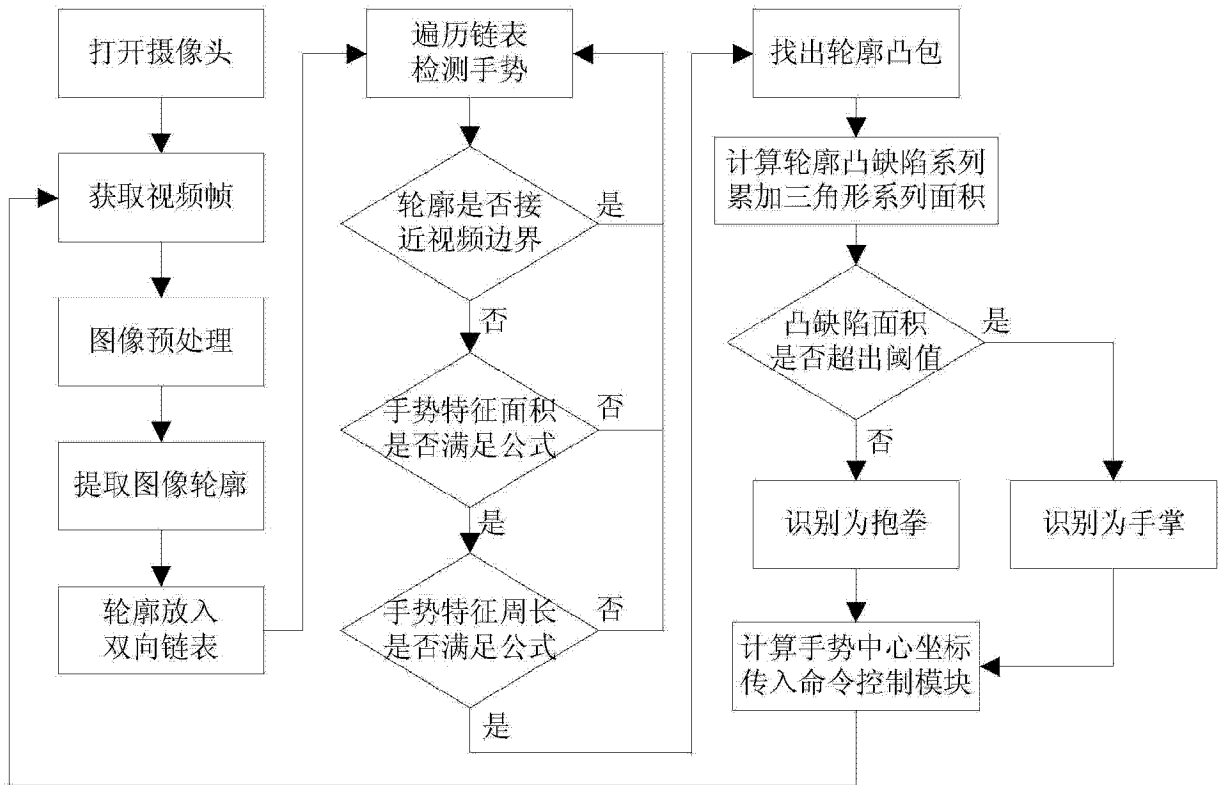 打开摄像头
获取视频帧
图像预处理
提取图像轮廓
轮廓放入
双向链表
遍历链表
检测手势
轮廓是否接
近视频边界
是
否
手势特征面积
是否满足公式
否
是
手势特征周长
是否满足公式
否
是
找出轮廓凸包
计算轮廓凸缺陷系列
累加三角形系列面积
凸缺陷面积
是否超出阈值
是
否
识别为抱拳
识别为手掌
计算手势中心坐标
传入命令控制模块